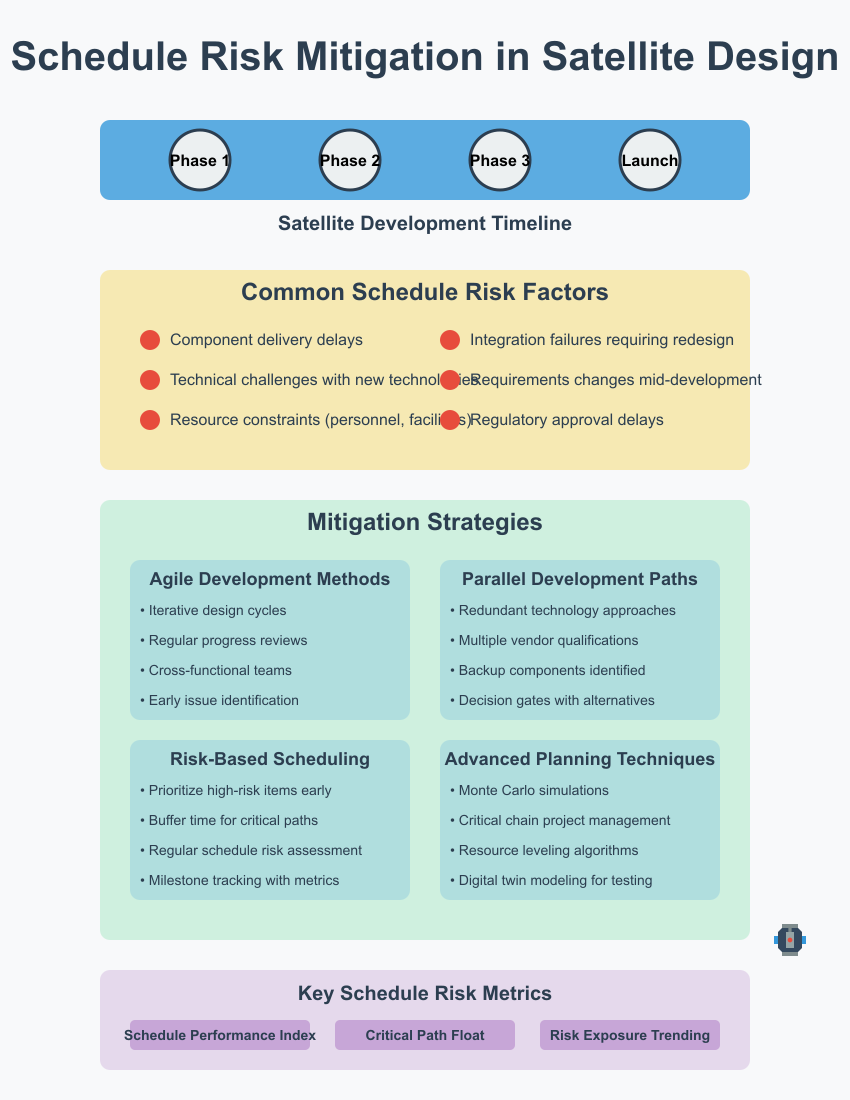 Schedule Risk Mitigation in Satellite Design
Phase 1
Phase 2
Phase 3
Launch
Satellite Development Timeline
Common Schedule Risk Factors
Component delivery delays
Integration failures requiring redesign
Technical challenges with new technologies
Requirements changes mid-development
Resource constraints (personnel, facilities)
Regulatory approval delays
Mitigation Strategies
Agile Development Methods
• Iterative design cycles
• Regular progress reviews
• Cross-functional teams
• Early issue identification
Parallel Development Paths
• Redundant technology approaches
• Multiple vendor qualifications
• Backup components identified
• Decision gates with alternatives
Risk-Based Scheduling
• Prioritize high-risk items early
• Buffer time for critical paths
• Regular schedule risk assessment
• Milestone tracking with metrics
Advanced Planning Techniques
• Monte Carlo simulations
• Critical chain project management
• Resource leveling algorithms
• Digital twin modeling for testing
Key Schedule Risk Metrics
Schedule Performance Index
Critical Path Float
Risk Exposure Trending